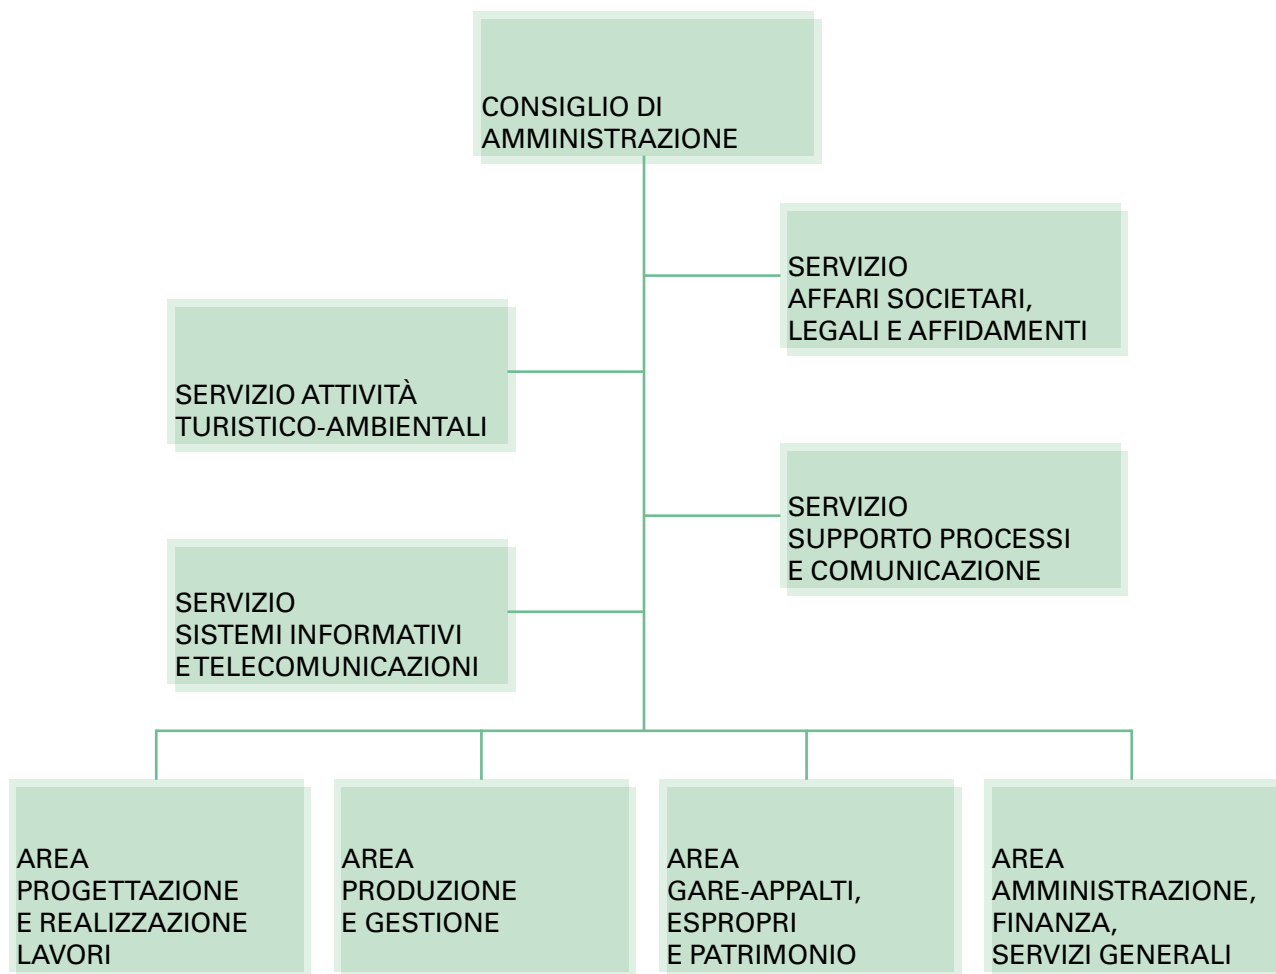 CONSIGLIO DI
AMMINISTRAZIONE
SERVIZIO
AFFARI SOCIETARI,
LEGALI E AFFIDAMENTI
SERVIZIO ATTIVITÀ
TURISTICO-AMBIENTALI
SERVIZIO
SUPPORTO PROCESSI
E COMUNICAZIONE
SERVIZIO
SISTEMI INFORMATIVI
E TELECOMUNICAZIONI
AREA
PROGETTAZIONE
E REALIZZAZIONE
LAVORI
AREA
PRODUZIONE
E GESTIONE
AREA
GARE-APPALTI,
ESPROPRI
E PATRIMONIO
AREA
AMMINISTRAZIONE,
FINANZA,
SERVIZI GENERALI